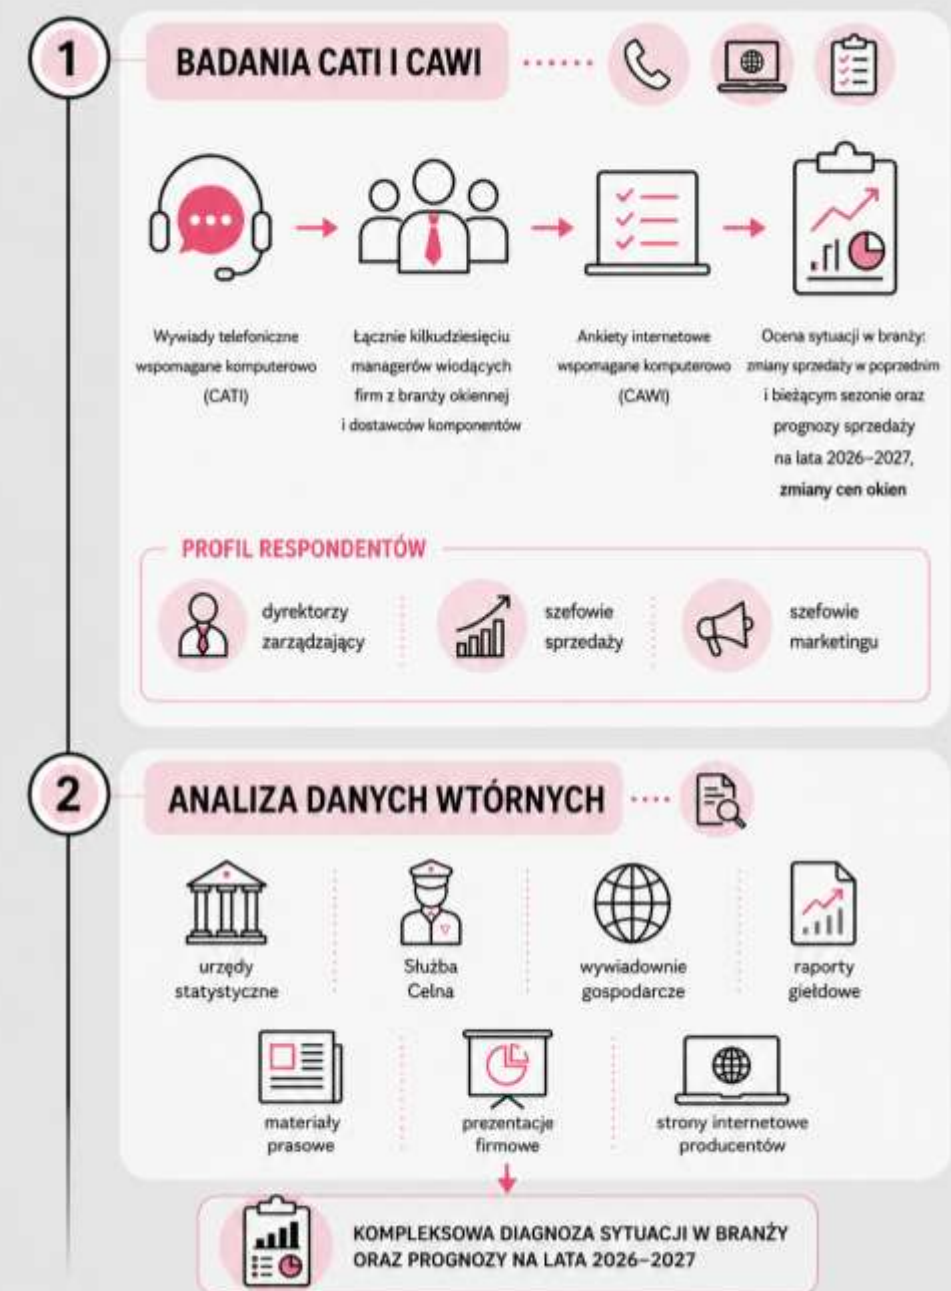 1
BADANIA CATI I CAWI
Wywiady telefoniczne
wspomagane komputerowo
(CATI)
Łącznie kilkudziesięciu
managerów wiodących
firm z branży okiennej
i dostawców komponentów
Ankiety internetowe
wspomagane komputerowo
(CAWI)
Ocena sytuacji w branży:
zmiany sprzedaży w poprzednim
i bieżącym sezonie oraz
prognozy sprzedaży
na lata 2026–2027,
zmiany cen okien
PROFIL RESPONDENTÓW
dyrektorzy
zarządzający
szefowie
sprzedaży
szefowie
marketingu
2
ANALIZA DANYCH WTÓRNYCH
urzędy
statystyczne
Służba
Celna
wywiadownie
gospodarcze
raporty
giełdowe
materiały
prasowe
prezentacje
firmowe
strony internetowe
producentów
KOMPLEKSOWA DIAGNOZA SYTUACJI W BRANŻY
ORAZ PROGNOZY NA LATA 2026–2027